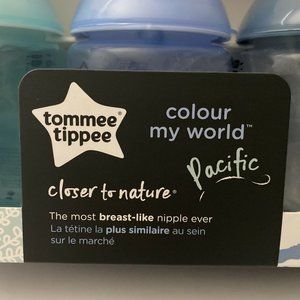 tommee
tippee
colour
my world™
Pacific
closer to nature®
The most breast-like nipple ever
La tétine la plus similaire au sein
sur le marché